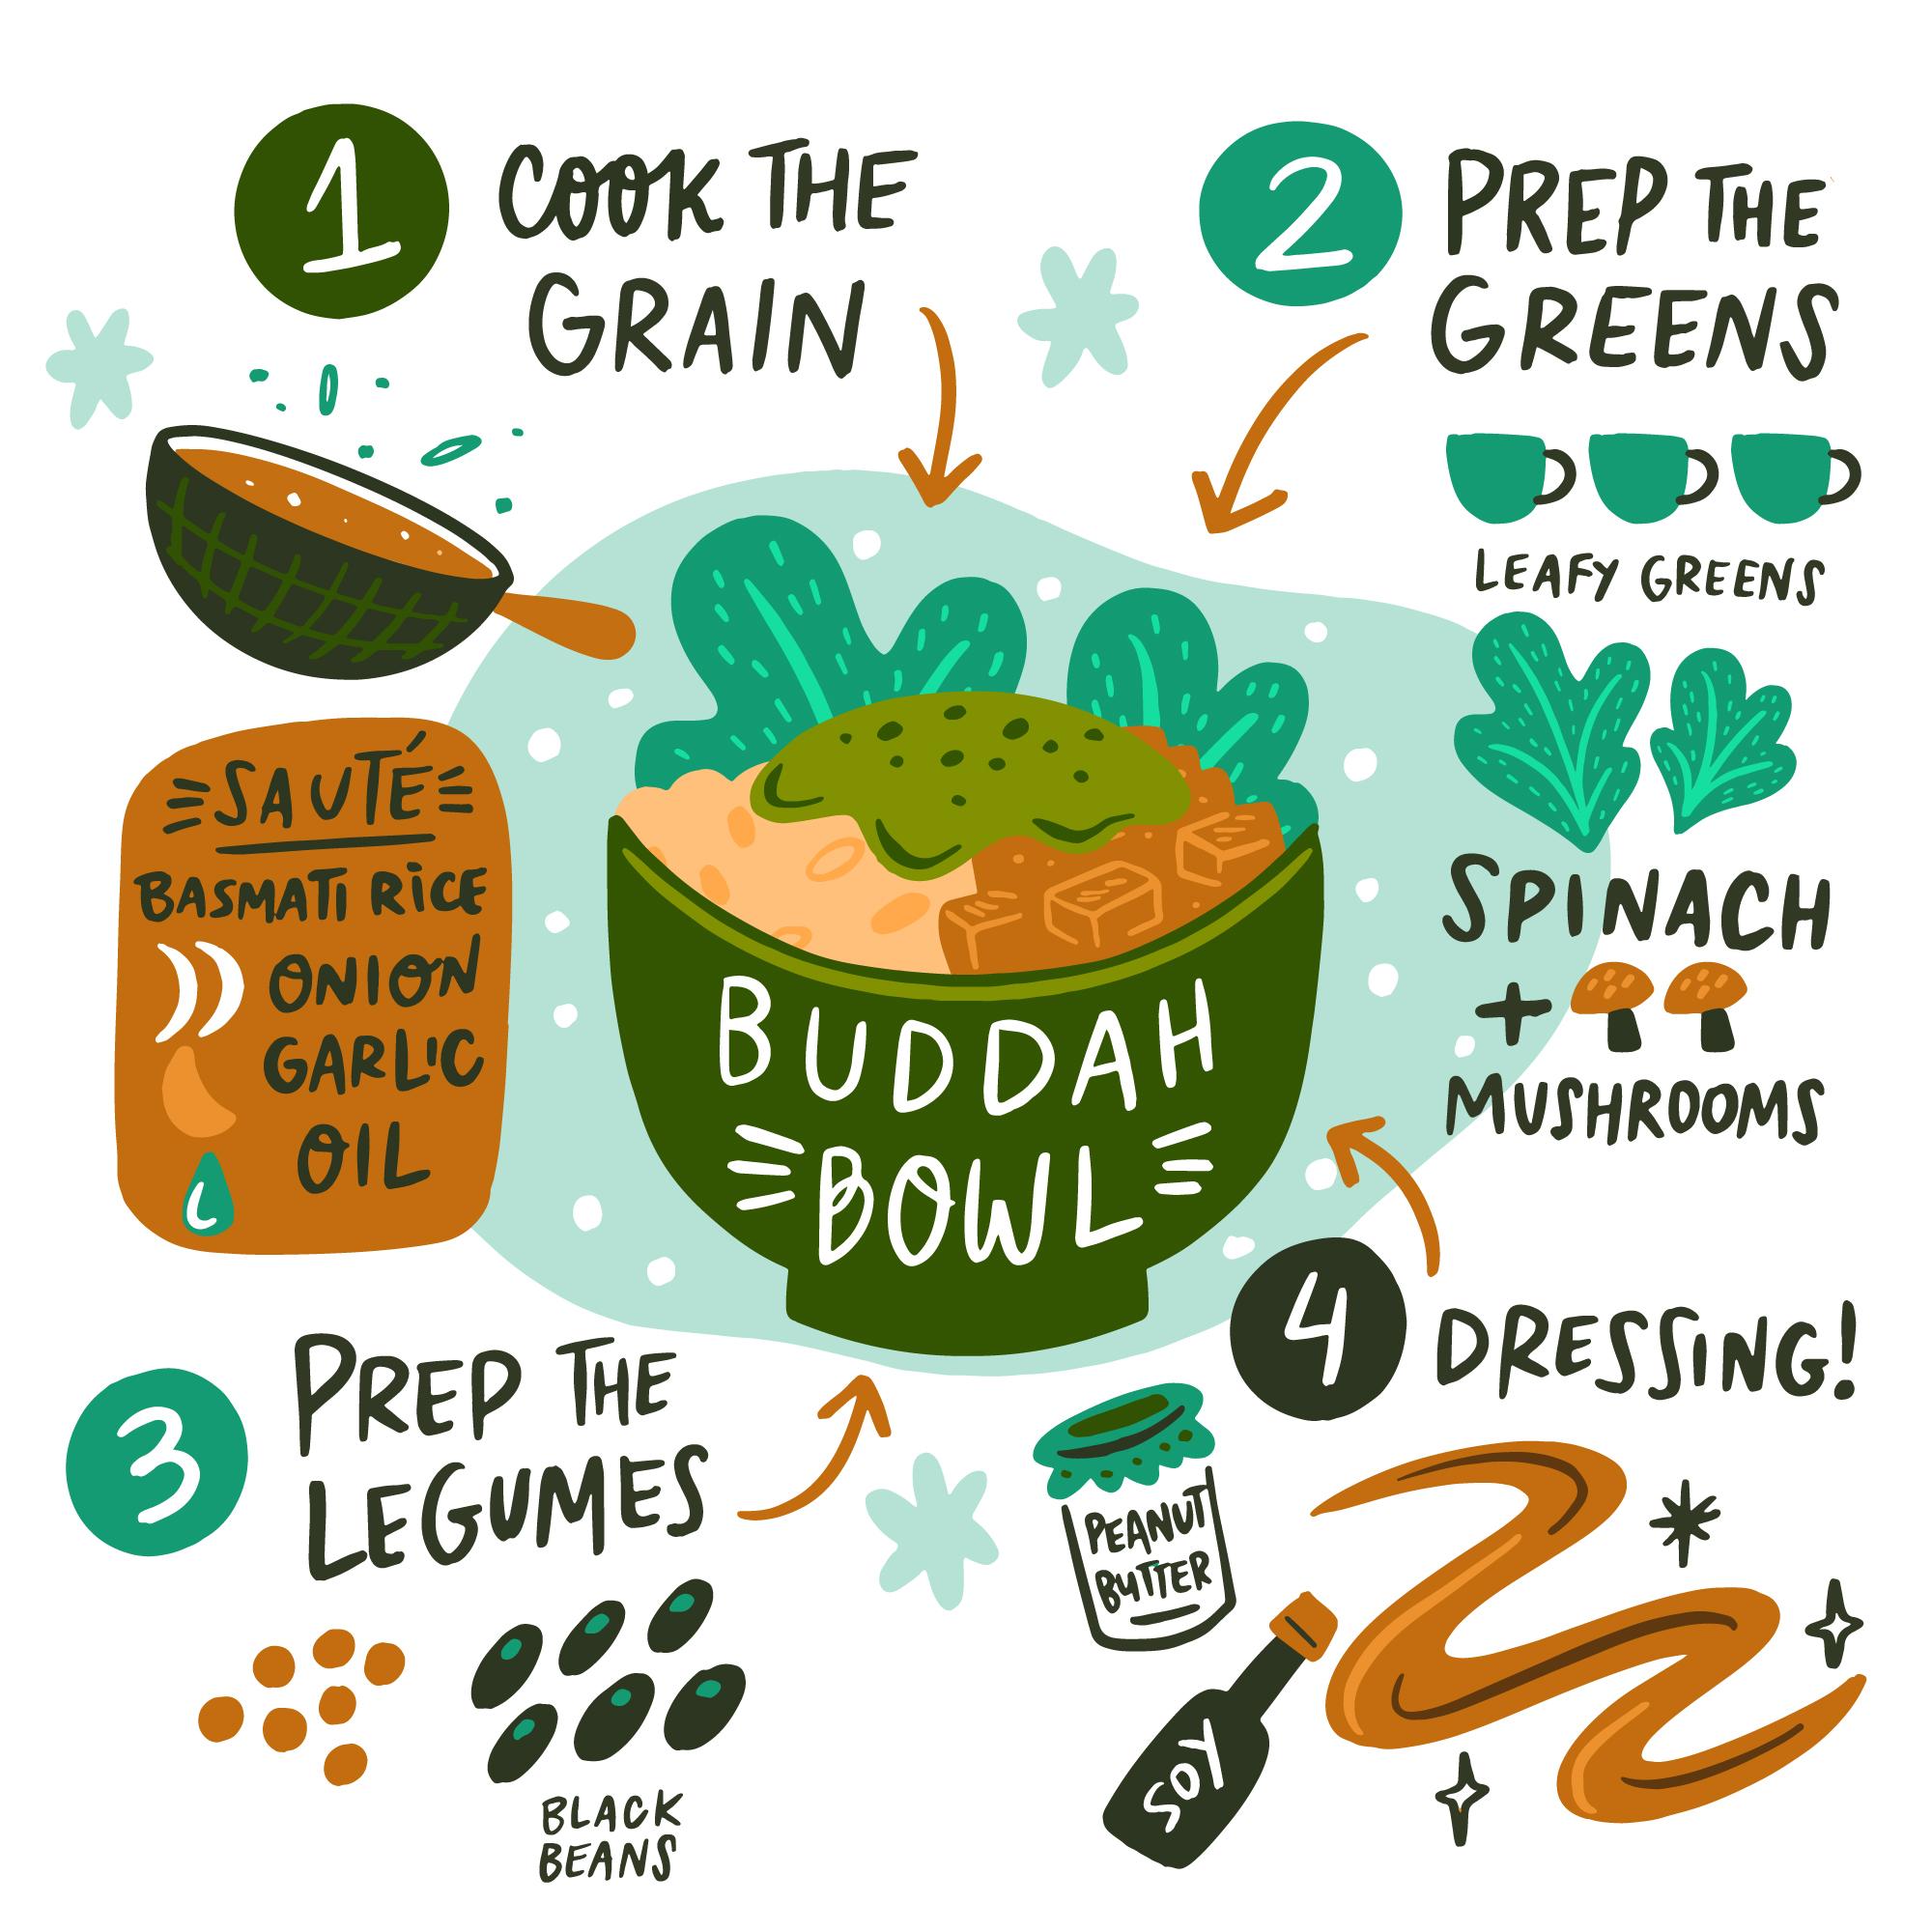 1
COOK THE
GRAIN
2
PREP THE
GREENS
LEAFY GREENS
SPINACH
+
MUSHROOMS
SAUTÉ
BASMATI RICE
ONION
GARLIC
OIL
BUDDAH
BOWL
3
PREP THE
LEGUMES
BLACK
BEANS
4
DRESSING!
PEANUT
BUTTER
SOY